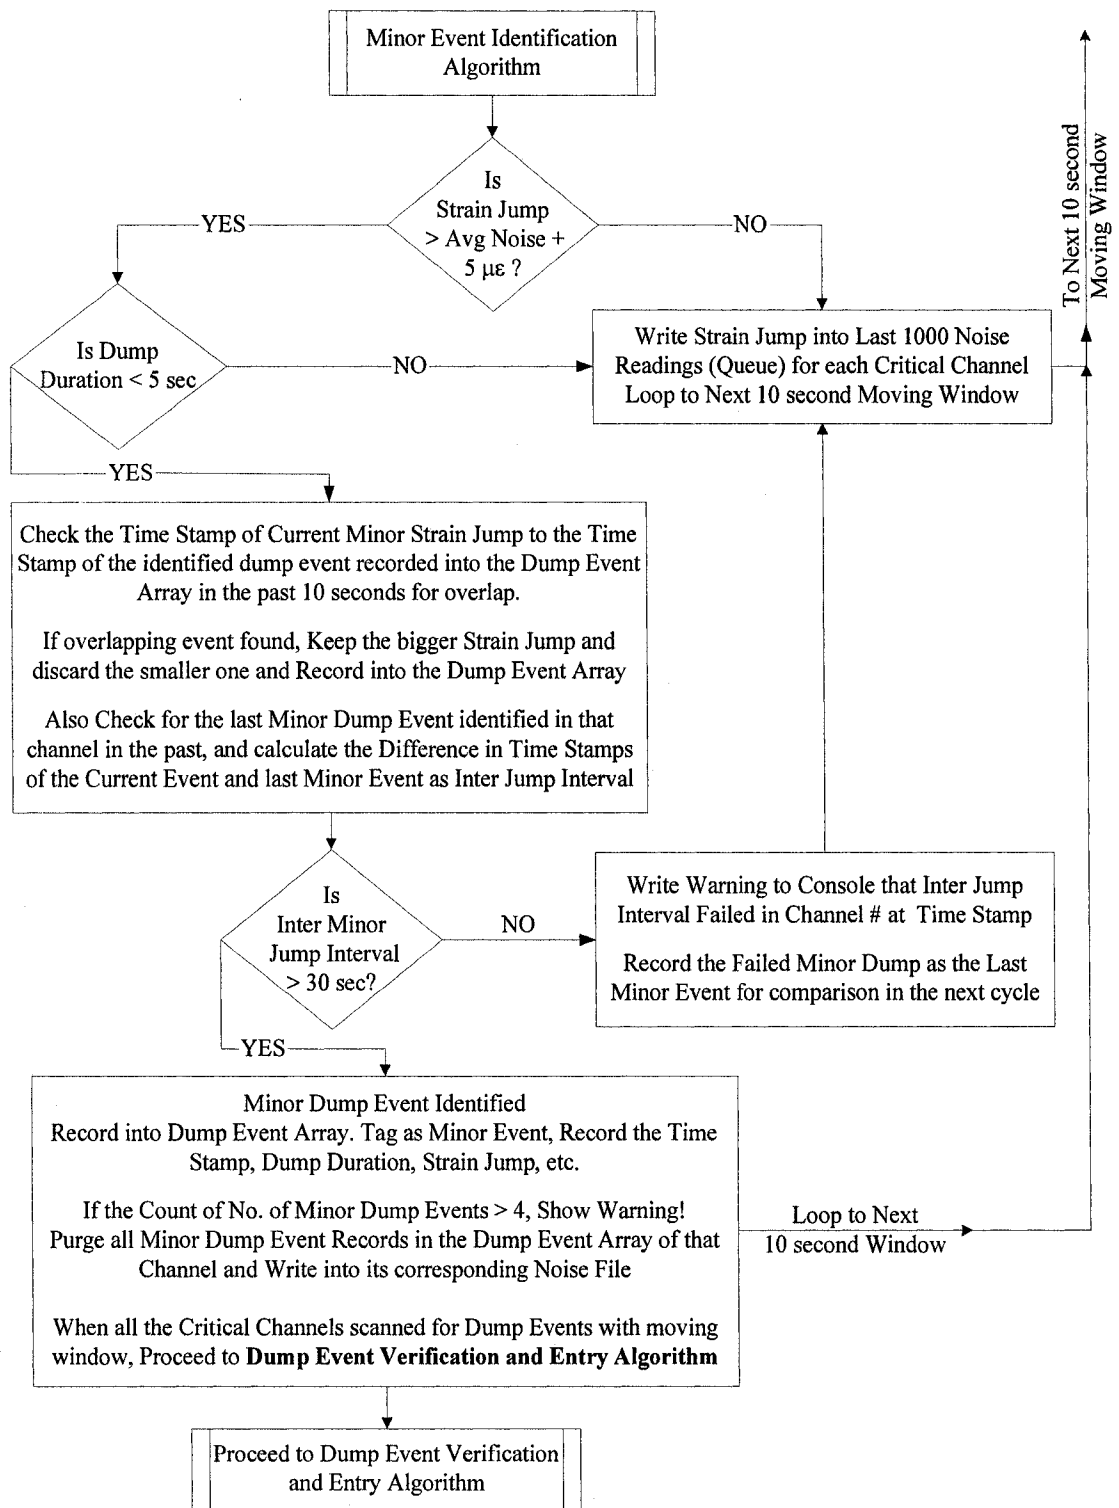 Minor Event Identification
Algorithm
Is
Strain Jump
> Avg Noise +
5 με ?
YES
NO
To Next 10 second
Moving Window
Is Dump
Duration < 5 sec
NO
Write Strain Jump into Last 1000 Noise
Readings (Queue) for each Critical Channel
Loop to Next 10 second Moving Window
YES
Check the Time Stamp of Current Minor Strain Jump to the Time
Stamp of the identified dump event recorded into the Dump Event
Array in the past 10 seconds for overlap.
If overlapping event found, Keep the bigger Strain Jump and
discard the smaller one and Record into the Dump Event Array
Also Check for the last Minor Dump Event identified in that
channel in the past, and calculate the Difference in Time Stamps
of the Current Event and last Minor Event as Inter Jump Interval
Is
Inter Minor
Jump Interval
> 30 sec?
NO
Write Warning to Console that Inter Jump
Interval Failed in Channel # at Time Stamp
Record the Failed Minor Dump as the Last
Minor Event for comparison in the next cycle
YES
Minor Dump Event Identified
Record into Dump Event Array. Tag as Minor Event, Record the Time
Stamp, Dump Duration, Strain Jump, etc.
If the Count of No. of Minor Dump Events > 4, Show Warning!
Purge all Minor Dump Event Records in the Dump Event Array of that
Channel and Write into its corresponding Noise File
When all the Critical Channels scanned for Dump Events with moving
window, Proceed to Dump Event Verification and Entry Algorithm
Loop to Next
10 second Window
Proceed to Dump Event Verification
and Entry Algorithm